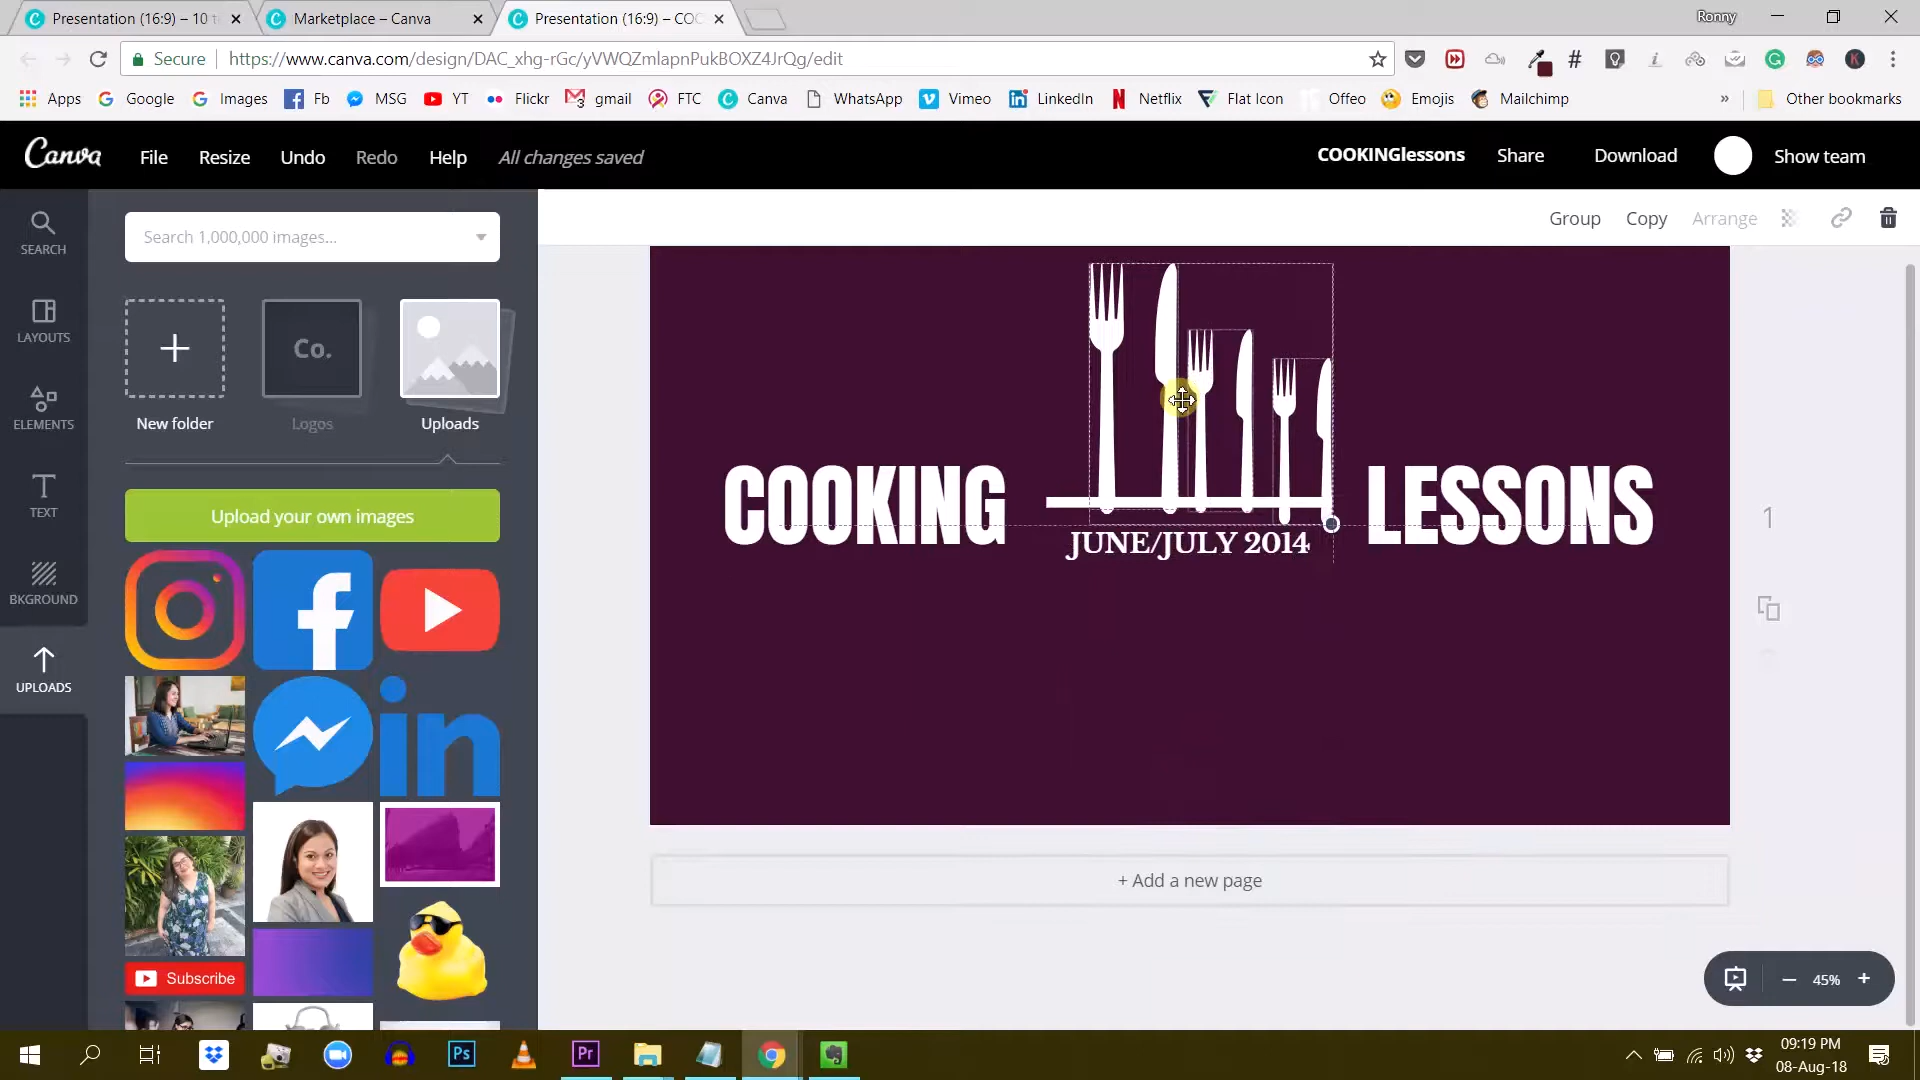 Presentation (16:9) – 10 t
Marketplace – Canva
Presentation (16:9) – COO
Ronny
Secure
https://www.canva.com/design/DAC_xhg-rGc/yVWQZmlapnPukBOXZ4JrQg/edit
Apps
Google
Images
Fb
MSG
YT
Flickr
gmail
FTC
Canva
WhatsApp
Vimeo
LinkedIn
Netflix
Flat Icon
Offeo
Emojis
Mailchimp
»
Other bookmarks
Canva
File
Resize
Undo
Redo
Help
All changes saved
COOKINGlessons
Share
Download
Show team
Group
Copy
Arrange
SEARCH
LAYOUTS
ELEMENTS
TEXT
BKGROUND
UPLOADS
Search 1,000,000 images...
Co.
New folder
Logos
Uploads
Upload your own images
Subscribe
COOKING
LESSONS
JUNE/JULY 2014
1
+ Add a new page
45%
Ps
Pr
09:19 PM
08-Aug-18